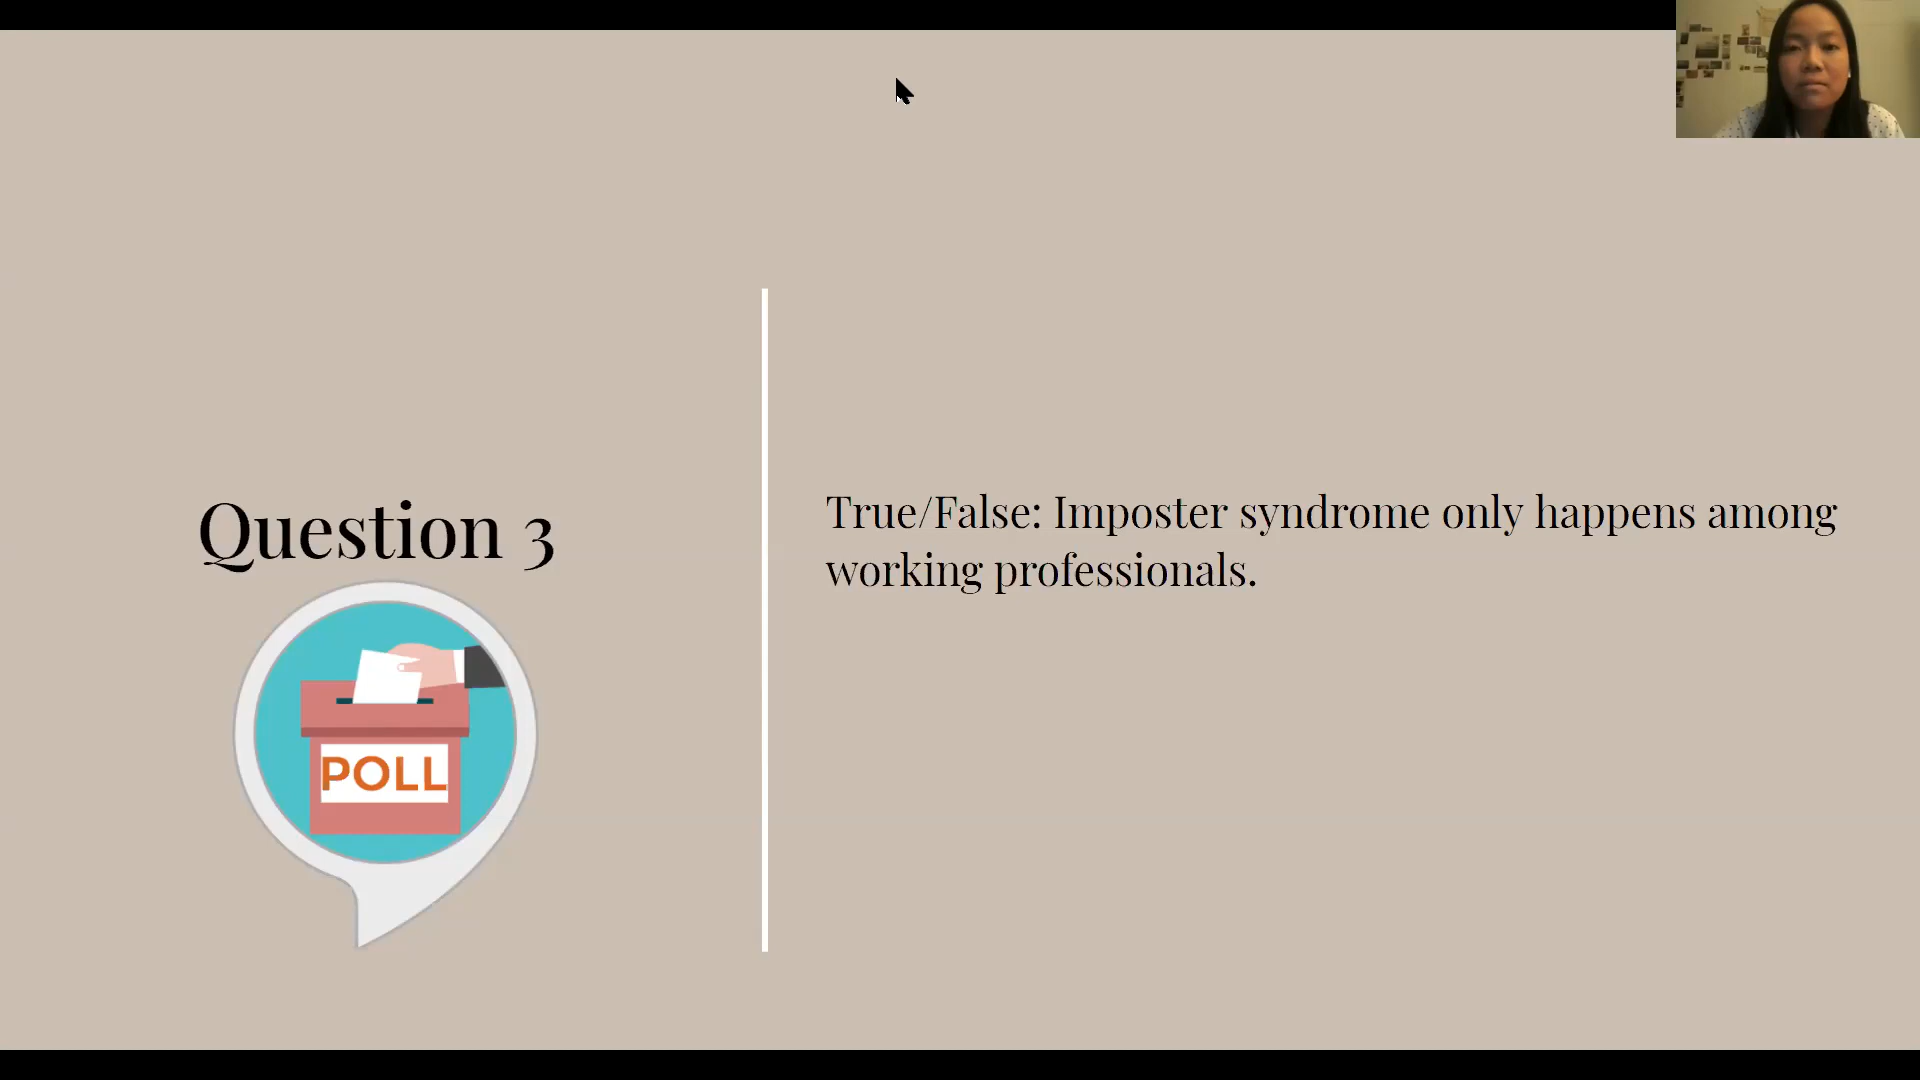 Question 3
POLL
True/False: Imposter syndrome only happens among
working professionals.